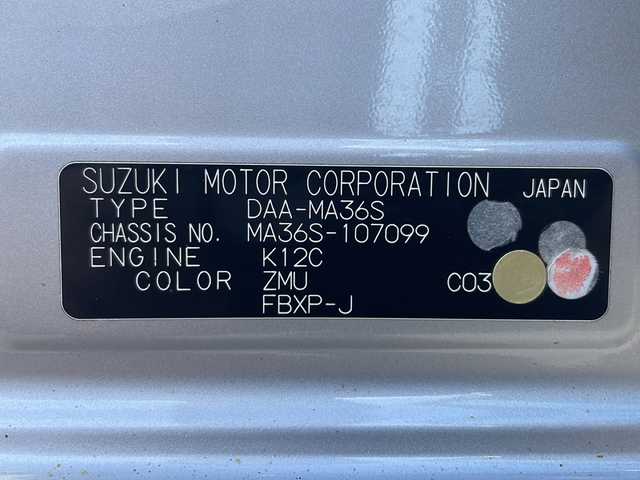 SUZUKI MOTOR CORPORATION JAPAN
TYPE DAA-MA36S
CHASSIS NO. MA36S-107099
ENGINE K12C
COLOR ZMU C03
FBXP-J